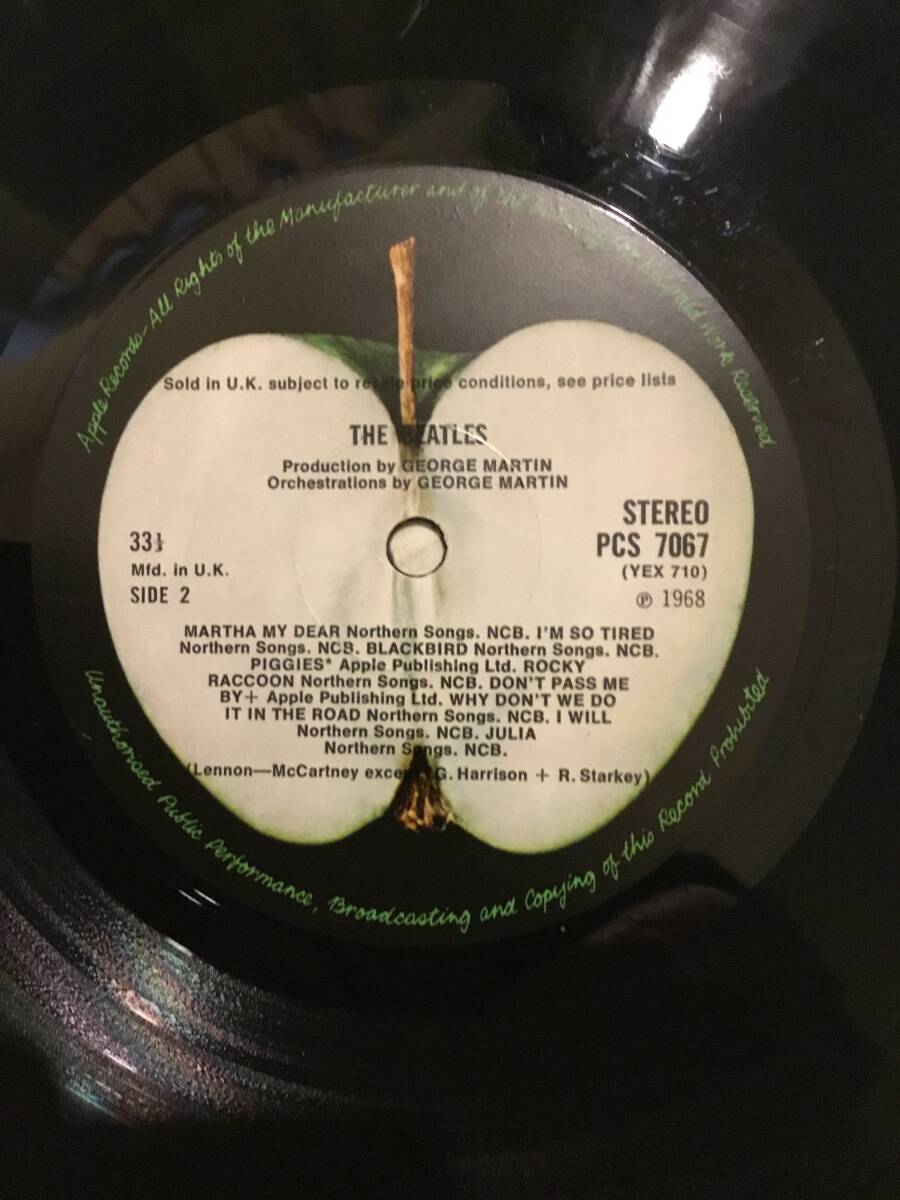 Apple Records-All Rights of the Manufacturer and of the Recorded Work Reserved
Sold in U.K. subject to resale price conditions, see price lists
THE BEATLES
Production by GEORGE MARTIN
Orchestrations by GEORGE MARTIN
STEREO
33⅓
PCS 7067
Mfd. in U.K.
(YEX 710)
SIDE 2
℗ 1968
MARTHA MY DEAR Northern Songs. NCB. I'M SO TIRED
Northern Songs. NCB. BLACKBIRD Northern Songs. NCB.
PIGGIES* Apple Publishing Ltd. ROCKY
RACCOON Northern Songs. NCB. DON'T PASS ME
BY+ Apple Publishing Ltd. WHY DON'T WE DO
IT IN THE ROAD Northern Songs. NCB. I WILL
Northern Songs. NCB. JULIA
Northern Songs. NCB.
(Lennon—McCartney except G. Harrison + R. Starkey)
Unauthorised Public Performance, Broadcasting and Copying of this Record Prohibited